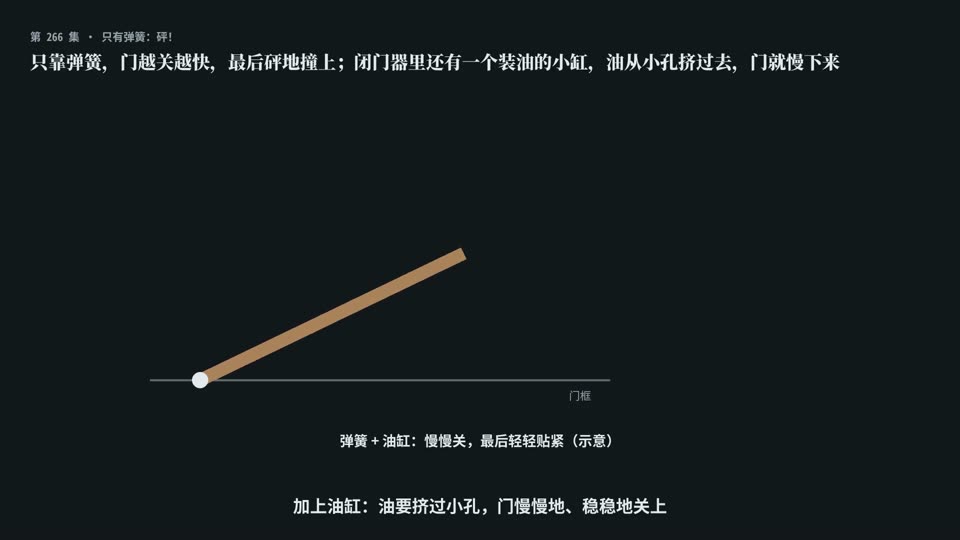 第 266 集 · 只有弹簧：砰！
只靠弹簧，门越关越快，最后砰地撞上；闭门器里还有一个装油的小缸，油从小孔挤过去，门就慢下来
门框
弹簧 + 油缸：慢慢关，最后轻轻贴紧（示意）
加上油缸：油要挤过小孔，门慢慢地、稳稳地关上